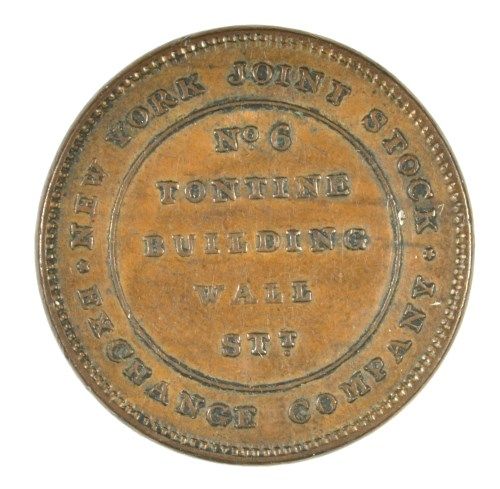 NEW YORK JOINT STOCK
EXCHANGE COMPANY
No. 6
TONTINE
BUILDING
WALL
STT